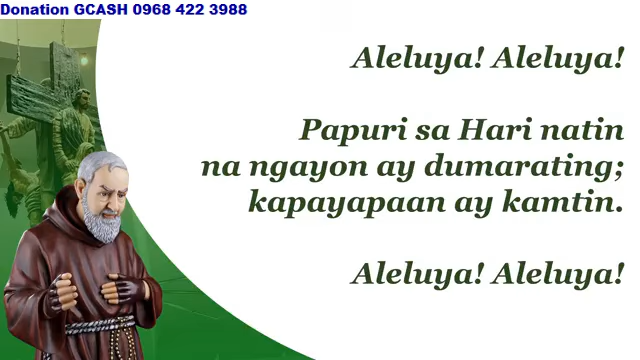 Donation GCASH 0968 422 3988
Aleluya! Aleluya!
Papuri sa Hari natin
na ngayon ay dumarating;
kapayapaan ay kamtin.
Aleluya! Aleluya!